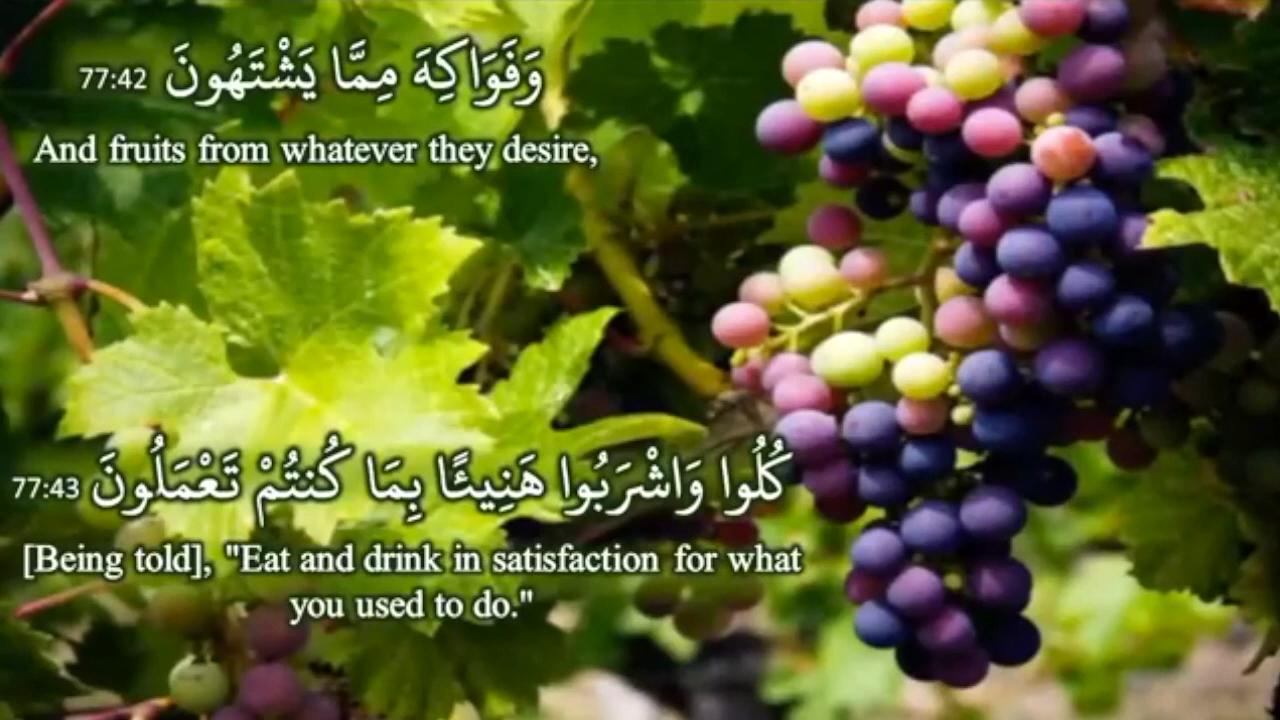 وَفَوَاكِهَ مِمَّا يَشْتَهُونَ 77:42
And fruits from whatever they desire,
كُلُوا وَاشْرَبُوا هَنِيئًا بِمَا كُنتُمْ تَعْمَلُونَ 77:43
[Being told], "Eat and drink in satisfaction for what
you used to do."